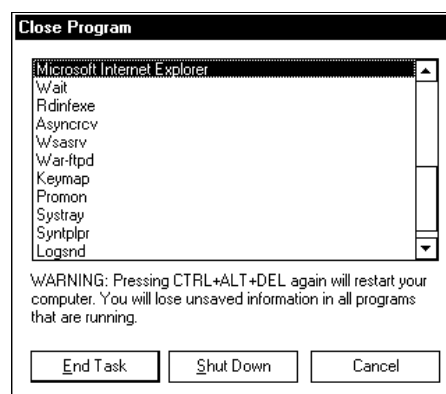 Close Program
Microsoft Internet Explorer
Wait
Rdinfexe
Asyncrcv
Wsasrv
War-ftpd
Keymap
Promon
Systray
Syntplpr
Logsnd
WARNING: Pressing CTRL+ALT+DEL again will restart your
computer. You will lose unsaved information in all programs
that are running.
End Task
Shut Down
Cancel